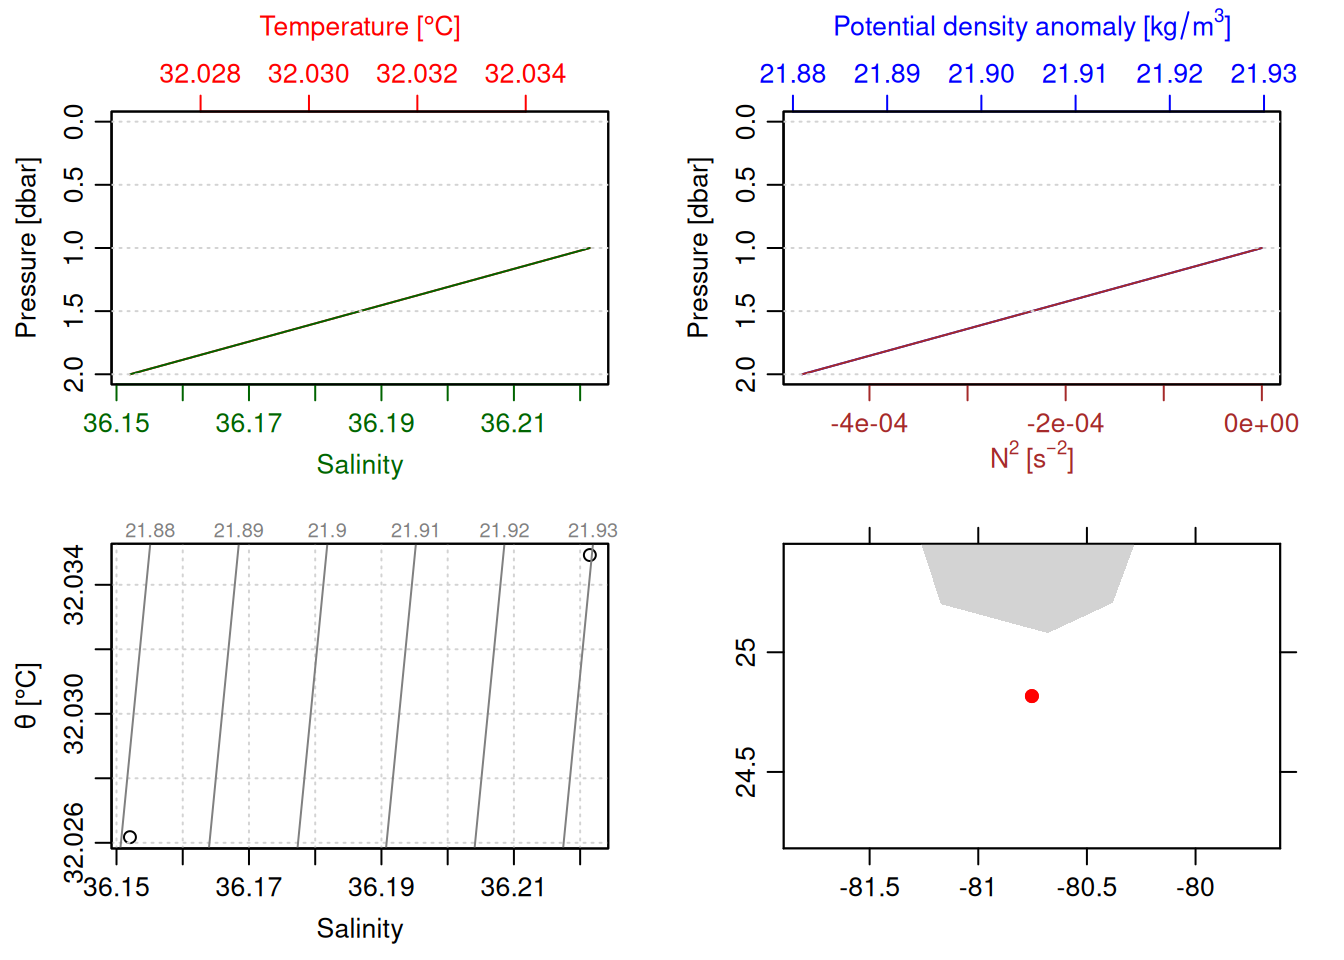 Temperature [°C]
32.028 32.030 32.032 32.034
0.0
0.5
1.0
1.5
2.0
Pressure [dbar]
36.15 36.17 36.19 36.21
Salinity
Potential density anomaly [kg/m³]
21.88 21.89 21.90 21.91 21.92 21.93
0.0
0.5
1.0
1.5
2.0
Pressure [dbar]
-4e-04 -2e-04 0e+00
N² [s⁻²]
21.88 21.89 21.9 21.91 21.92 21.93
32.034
32.030
32.026
θ [°C]
36.15 36.17 36.19 36.21
Salinity
25
24.5
-81.5 -81 -80.5 -80